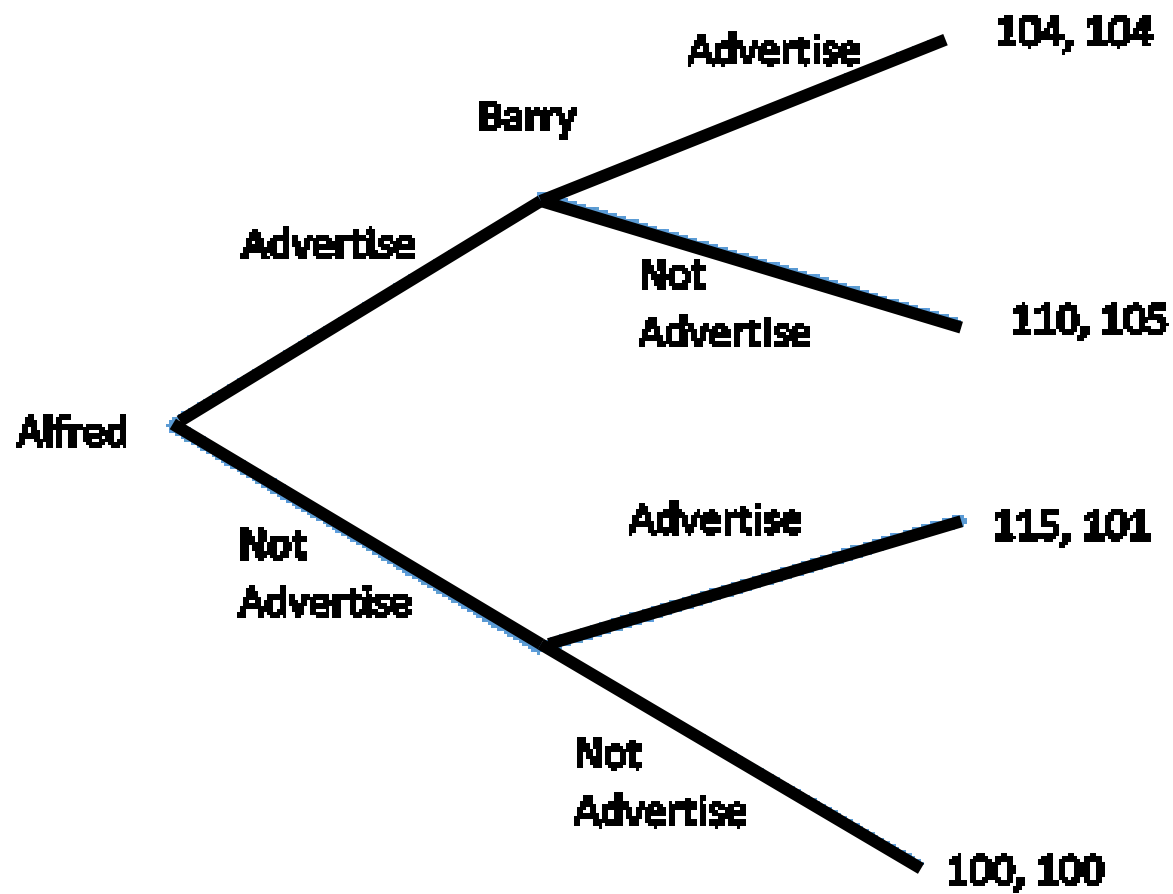 Advertise
104, 104
Barry
Advertise
Not
Advertise
110, 105
Alfred
Not
Advertise
Advertise
115, 101
Not
Advertise
100, 100